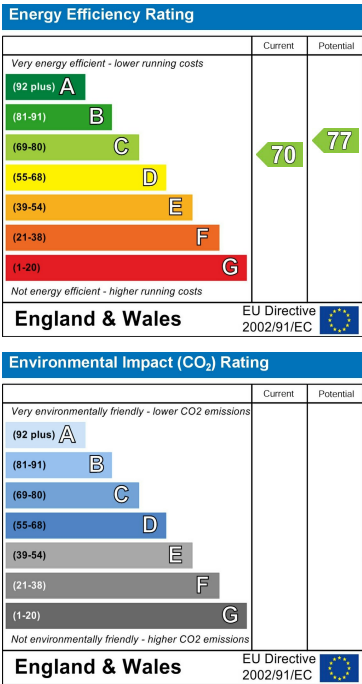 Energy Efficiency Rating
Current Potential
Very energy efficient - lower running costs
(92 plus) A
(81-91) B
(69-80) C
(55-68) D
(39-54) E
(21-38) F
(1-20) G
70 77
Not energy efficient - higher running costs
England & Wales
EU Directive
2002/91/EC
Environmental Impact (CO₂) Rating
Current Potential
Very environmentally friendly - lower CO2 emissions
(92 plus) A
(81-91) B
(69-80) C
(55-68) D
(39-54) E
(21-38) F
(1-20) G
Not environmentally friendly - higher CO2 emissions
England & Wales
EU Directive
2002/91/EC